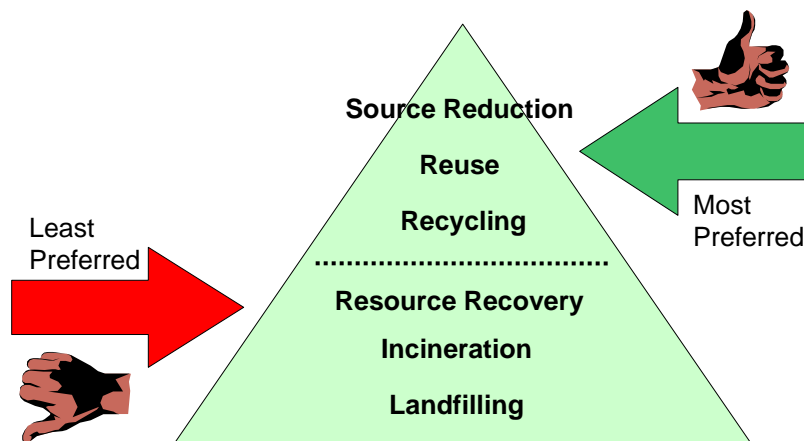 Source Reduction
Reuse
Recycling
Most
Preferred
Least
Preferred
Resource Recovery
Incineration
Landfilling